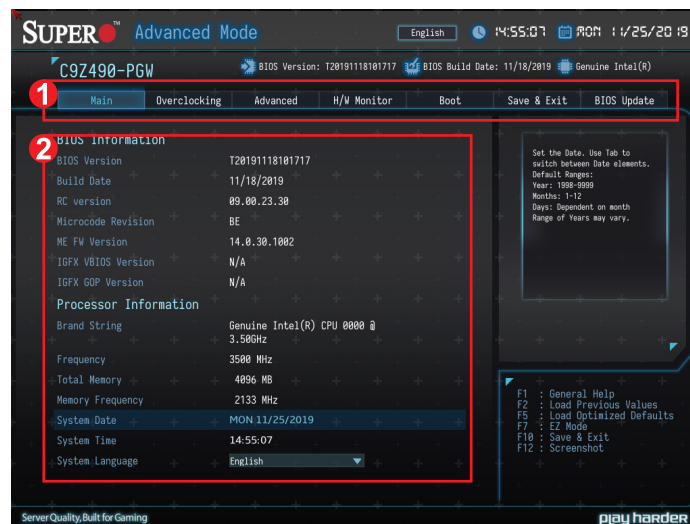 SUPER™ Advanced Mode English 14:55:07 MON 11/25/2019
C9Z490-PGW BIOS Version: T20191118101717 BIOS Build Date: 11/18/2019 Genuine Intel(R)
1
Main Overclocking Advanced H/W Monitor Boot Save & Exit BIOS Update
2
BIOS Information
BIOS Version T20191118101717
Build Date 11/18/2019
RC version 09.00.23.30
Microcode Revision BE
ME FW Version 14.0.30.1002
IGFX VBIOS Version N/A
IGFX GOP Version N/A
Processor Information
Brand String Genuine Intel(R) CPU 0000 @
3.50GHz
Frequency 3500 MHz
Total Memory 4096 MB
Memory Frequency 2133 MHz
System Date MON 11/25/2019
System Time 14:55:07
System Language English
Set the Date. Use Tab to
switch between Date elements.
Default Ranges:
Year: 1998-9999
Months: 1-12
Days: Dependent on month
Range of Years may vary.
F1 : General Help
F2 : Load Previous Values
F5 : Load Optimized Defaults
F7 : EZ Mode
F10 : Save & Exit
F12 : Screenshot
Server Quality, Built for Gaming play harder